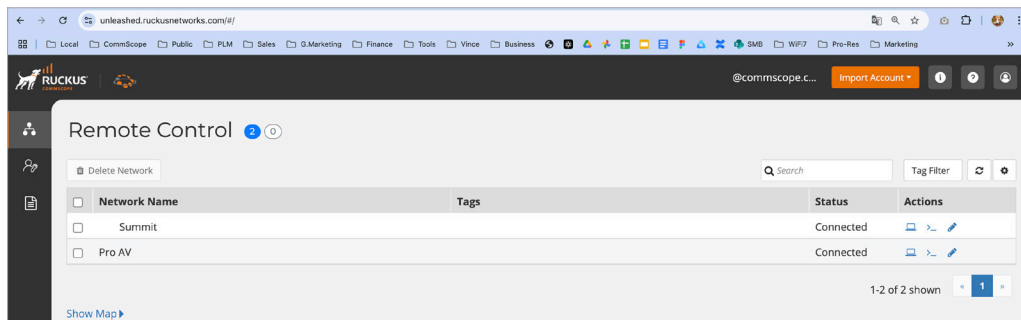 unleashed.ruckusnetworks.com/#/
Local CommScope Public PLM Sales G.Marketing Finance Tools Vince Business SMB WiFi7 Pro-Res Marketing »
RUCKUS COMMSCOPE @commscope.c... Import Account
Remote Control 2 0
Delete Network Search Tag Filter
Network Name Tags Status Actions
Summit Connected
Pro AV Connected
1-2 of 2 shown « 1 »
Show Map